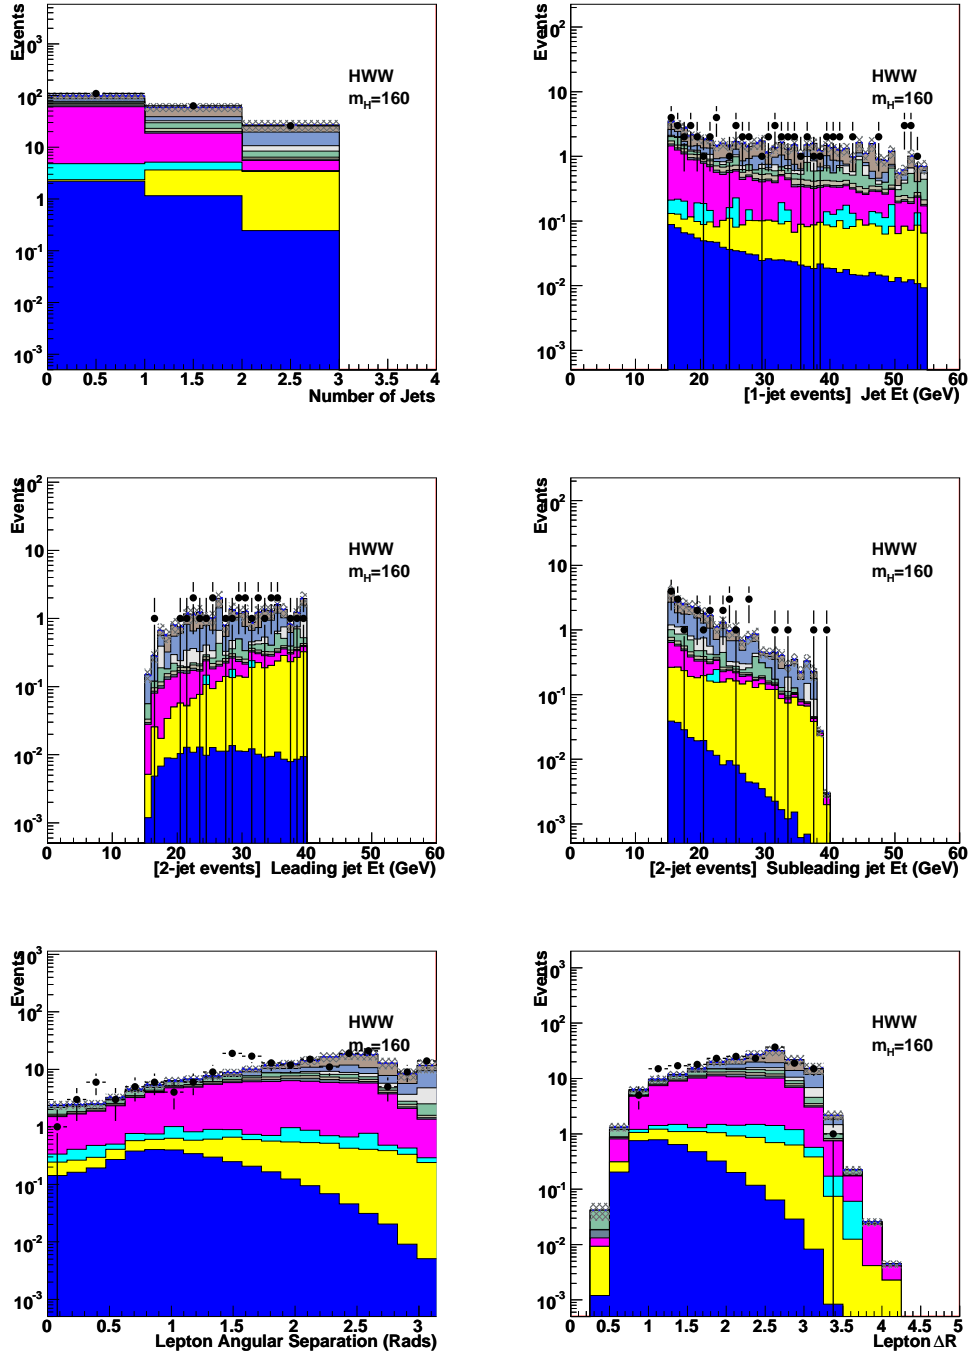 Events
10³
10²
10
1
10⁻¹
10⁻²
10⁻³
HWW
m_H=160
0 0.5 1 1.5 2 2.5 3 3.5 4
Number of Jets
Events
10²
10
1
10⁻¹
10⁻²
10⁻³
HWW
m_H=160
0 10 20 30 40 50 60
[1-jet events] Jet Et (GeV)
Events
10²
10
1
10⁻¹
10⁻²
10⁻³
HWW
m_H=160
0 10 20 30 40 50 60
[2-jet events] Leading jet Et (GeV)
Events
10²
10
1
10⁻¹
10⁻²
10⁻³
HWW
m_H=160
0 10 20 30 40 50 60
[2-jet events] Subleading jet Et (GeV)
Events
10³
10²
10
1
10⁻¹
10⁻²
10⁻³
HWW
m_H=160
0 0.5 1 1.5 2 2.5 3
Lepton Angular Separation (Rads)
Events
10³
10²
10
1
10⁻¹
10⁻²
10⁻³
HWW
m_H=160
0 0.5 1 1.5 2 2.5 3 3.5 4 4.5 5
Lepton ΔR